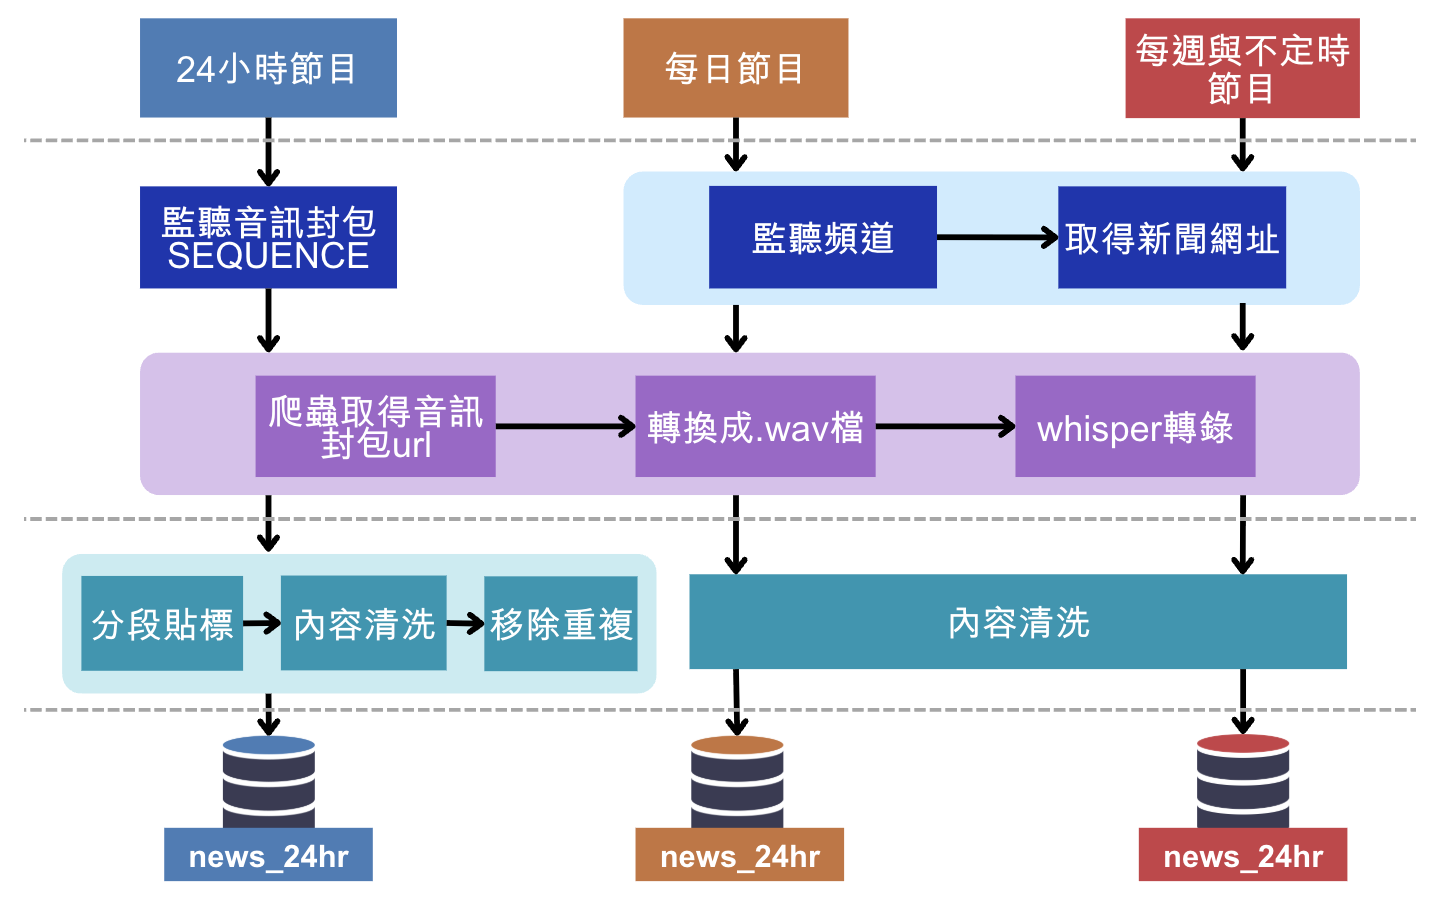 24小時節目
每日節目
每週與不定時
節目
監聽音訊封包
SEQUENCE
監聽頻道
取得新聞網址
爬蟲取得音訊
封包url
轉換成.wav檔
whisper轉錄
分段貼標
內容清洗
移除重複
內容清洗
news_24hr
news_24hr
news_24hr